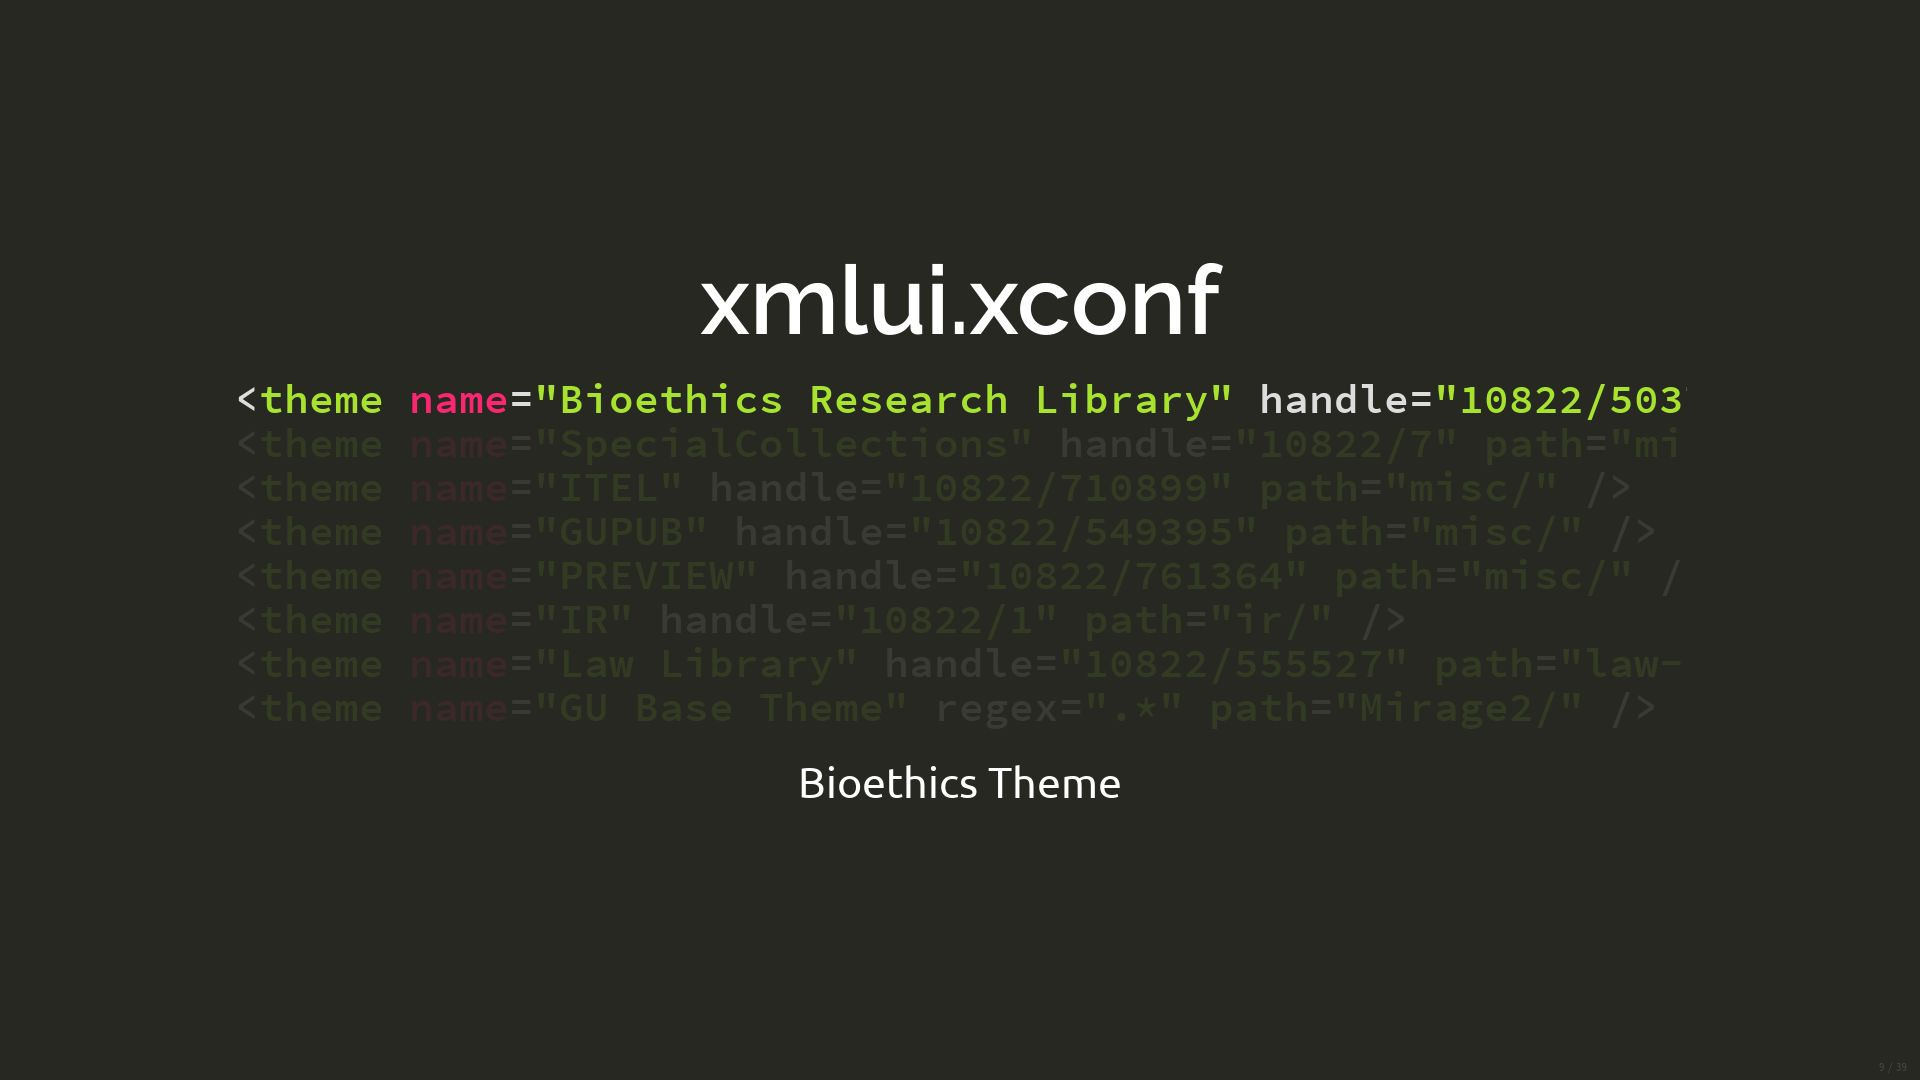 xmlui.xconf
<theme name="Bioethics Research Library" handle="10822/503
<theme name="SpecialCollections" handle="10822/7" path="mi
<theme name="ITEL" handle="10822/710899" path="misc/" />
<theme name="GUPUB" handle="10822/549395" path="misc/" />
<theme name="PREVIEW" handle="10822/761364" path="misc/" /
<theme name="IR" handle="10822/1" path="ir/" />
<theme name="Law Library" handle="10822/555527" path="law-
<theme name="GU Base Theme" regex=".*" path="Mirage2/" />
Bioethics Theme
9 / 39